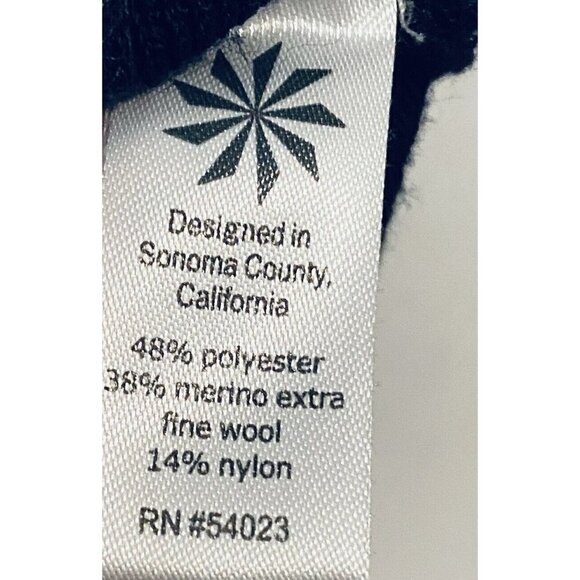 Designed in
Sonoma County,
California
48% polyester
38% merino extra
fine wool
14% nylon
RN #54023